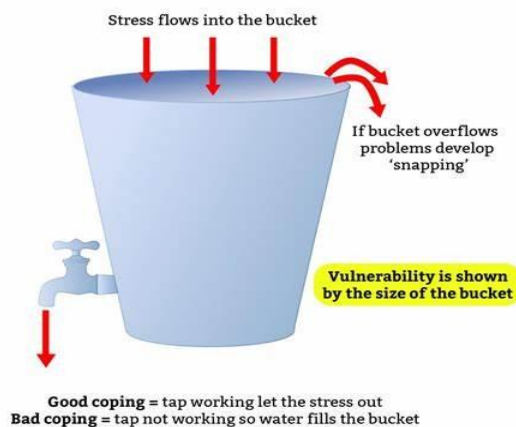 Stress flows into the bucket
If bucket overflows
problems develop
‘snapping’
Vulnerability is shown
by the size of the bucket
Good coping = tap working let the stress out
Bad coping = tap not working so water fills the bucket